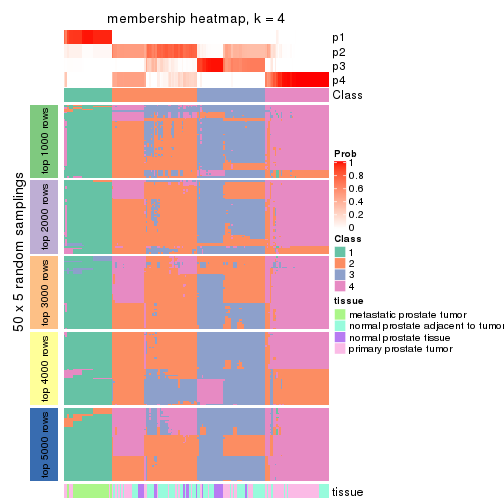 membership heatmap, k = 4
p1
p2
p3
p4
Class
50 x 5 random samplings
top 1000 rows
top 2000 rows
top 3000 rows
top 4000 rows
top 5000 rows
Prob
1
0.8
0.6
0.4
0.2
0
Class
1
2
3
4
tissue
metastatic prostate tumor
normal prostate adjacent to tumor
normal prostate tissue
primary prostate tumor
tissue